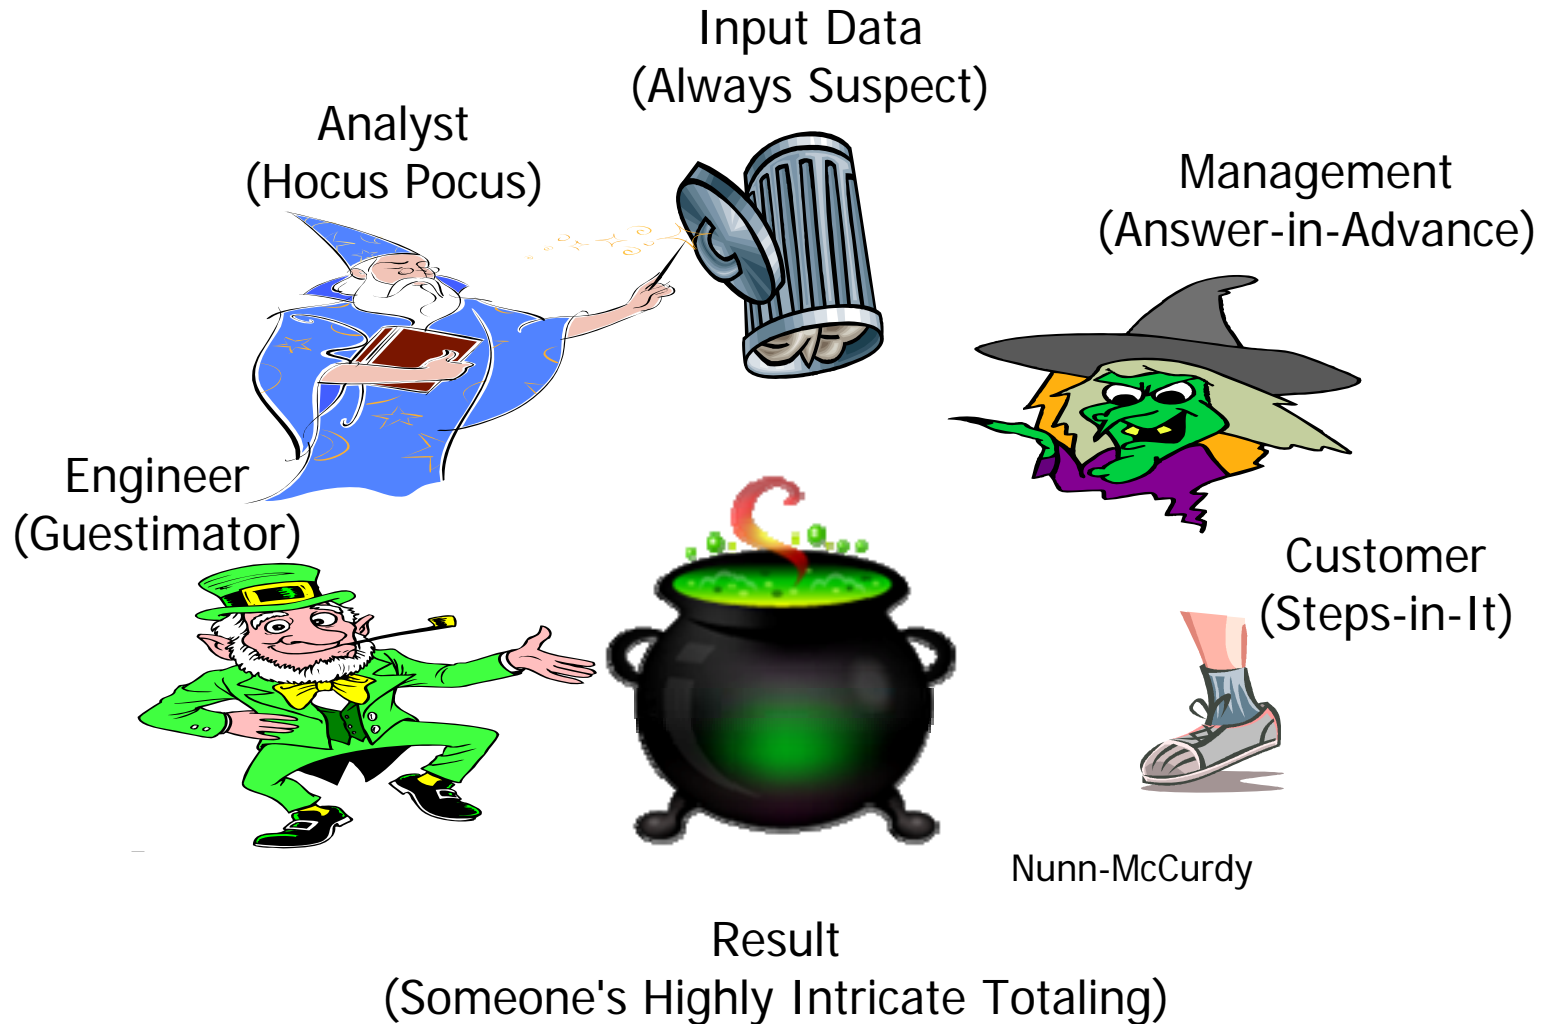 Input Data
(Always Suspect)
Analyst
(Hocus Pocus)
Management
(Answer-in-Advance)
Engineer
(Guestimator)
Customer
(Steps-in-It)
Nunn-McCurdy
Result
(Someone's Highly Intricate Totaling)